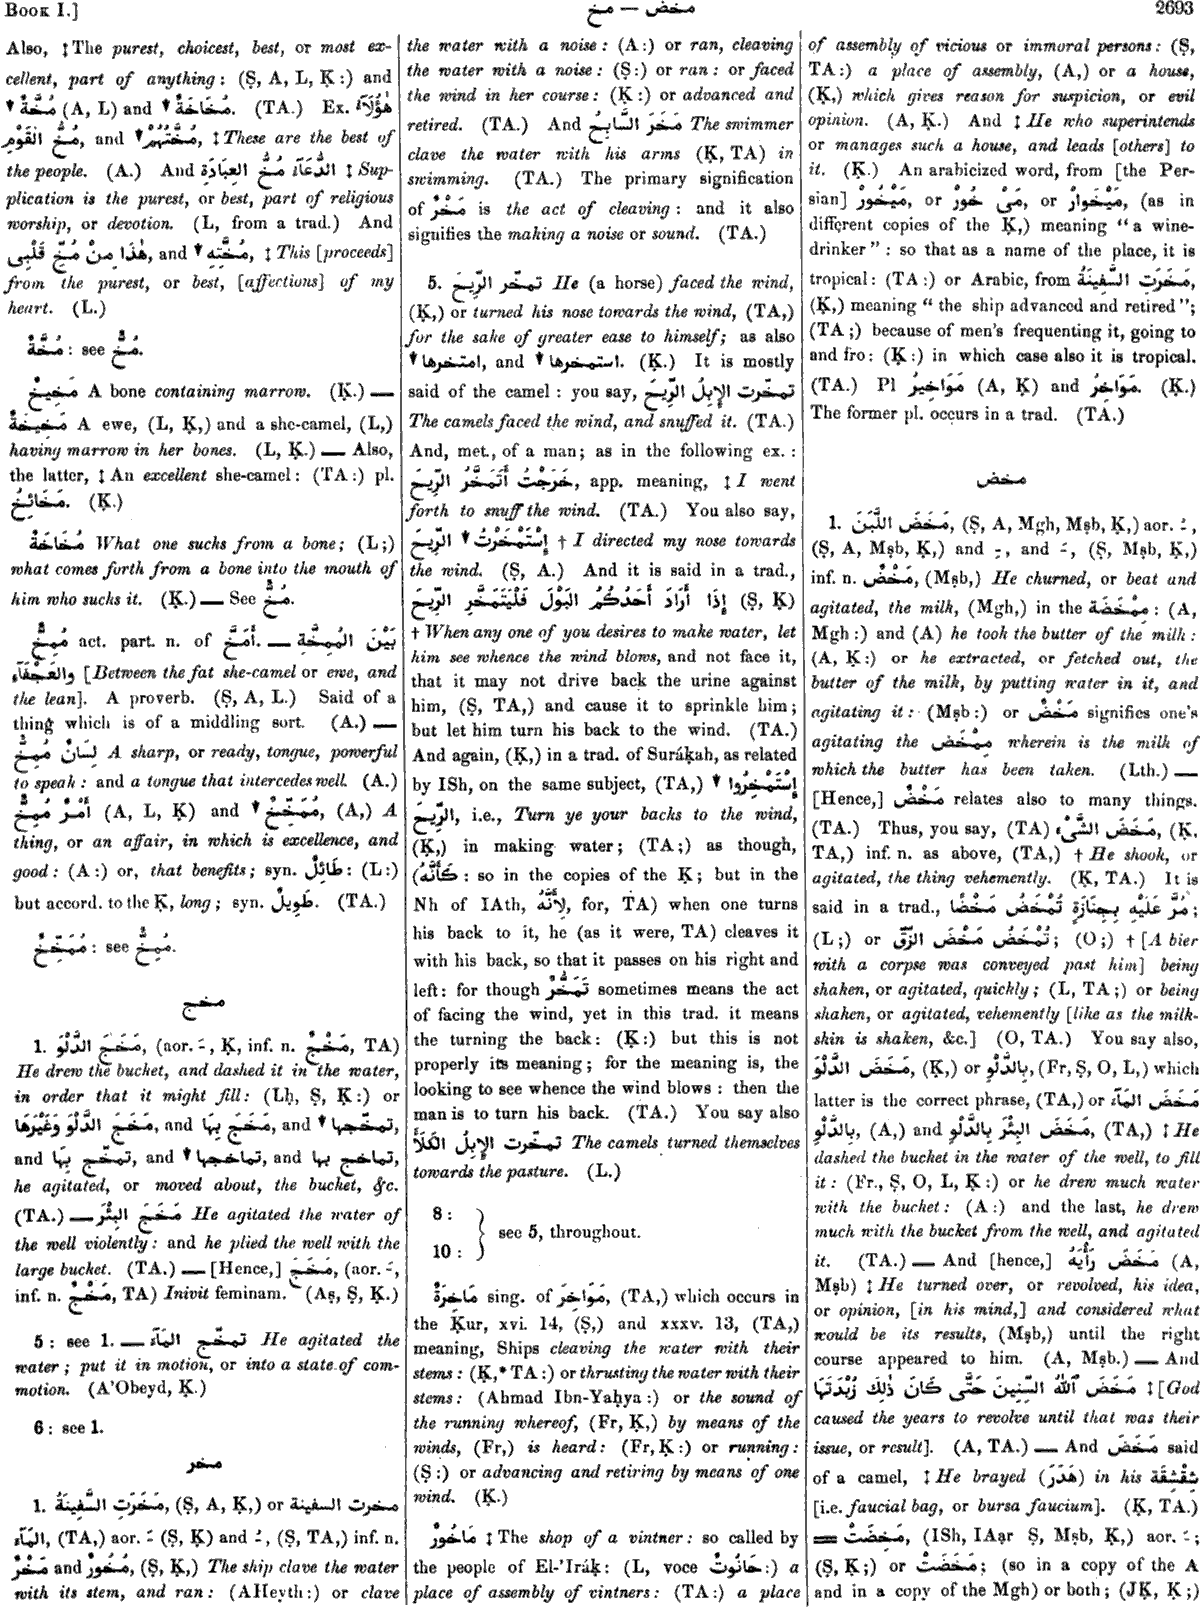 BOOK I.]
مخ — مخض
2693
Also, ‡ The purest, choicest, best, or most ex-
cellent, part of anything: (Ṣ, A, L, Ḳ:) and
▼ مُخَّةٌ (A, L) and ▼ مُخَاخَةٌ. (TA.) Ex. هٰؤُلَآءِ
مُخُّ القَوْمِ, and ▼ مُخَّتُهُمْ, ‡ These are the best of
the people. (A.) And الدُّعَآءُ مُخُّ العِبَادَةِ ‡ Sup-
plication is the purest, or best, part of religious
worship, or devotion. (L, from a trad.) And
هٰذَا مِنْ مُخِّ قَلْبِى, and ▼ مُخَّتِهِ, ‡ This [proceeds]
from the purest, or best, [affections] of my
heart. (L.)
مُخَّةٌ: see مُخٌّ.
مَخِيخٌ A bone containing marrow. (Ḳ.) —
مَخِيخَةٌ A ewe, (L, Ḳ,) and a she-camel, (L,)
having marrow in her bones. (L, Ḳ.) — Also,
the latter, ‡ An excellent she-camel: (TA:) pl.
مَخَائِخُ. (Ḳ.)
مُخَاخَةٌ What one sucks from a bone; (L;)
what comes forth from a bone into the mouth of
him who sucks it. (Ḳ.) — See مُخٌّ.
مُمِخٌّ act. part. n. of أَمَخَّ. — بَيْنَ المُمِخَّةِ
وَالعَجْفَآءِ [Between the fat she-camel or ewe, and
the lean]. A proverb. (Ṣ, A, L.) Said of a
thing which is of a middling sort. (A.) —
لِسَانٌ مُمِخٌّ A sharp, or ready, tongue, powerful
to speak: and a tongue that intercedes well. (A.)
أَمْرٌ مُمِخٌّ (A, L, Ḳ) and ▼ مُمَخِّخٌ, (A,) A
thing, or an affair, in which is excellence, and
good: (A:) or, that benefits; syn. طَائِلٌ: (L:)
but accord. to the Ḳ, long; syn. طَوِيلٌ. (TA.)
مُمَخِّخٌ: see مُمِخٌّ.
مخج
1. مَخَجَ الدَّلْوَ, (aor. ـَ, Ḳ, inf. n. مَخْجٌ, TA)
He drew the bucket, and dashed it in the water,
in order that it might fill: (Lḥ, Ṣ, Ḳ:) or
مَخَجَ الدَّلْوَ وَغَيْرَهَا, and مَخَجَ بِهَا, and ▼ تمخّجها,
and تمخّج بِهَا, and ▼ تماخجها, and تماخج بها,
he agitated, or moved about, the bucket, &c.
(TA.) — مَخَجَ البِئْرَ He agitated the water of
the well violently: and he plied the well with the
large bucket. (TA.) — [Hence,] مَخَجَ, (aor. ـَ,
inf. n. مَخْجٌ, TA) Inivit feminam. (Aṣ, Ṣ, Ḳ.)
5: see 1. — تمخّج المَآءَ He agitated the
water; put it in motion, or into a state of com-
motion. (A'Obeyd, Ḳ.)
6: see 1.
مخر
1. مَخَرَتِ السَّفِينَةُ, (Ṣ, A, Ḳ,) or مخرت السفينة
المَآءَ, (TA,) aor. ـَ (Ṣ, Ḳ) and ـُ, (Ṣ, TA,) inf. n.
مَخْرٌ and مُخُورٌ, (Ṣ, Ḳ,) The ship clave the water
with its stem, and ran: (AHeyth:) or clave
the water with a noise: (A:) or ran, cleaving
the water with a noise: (Ṣ:) or ran: or faced
the wind in her course: (Ḳ:) or advanced and
retired. (TA.) And مَخَرَ السَّابِحُ The swimmer
clave the water with his arms (Ḳ, TA) in
swimming. (TA.) The primary signification
of مَخْرٌ is the act of cleaving: and it also
signifies the making a noise or sound. (TA.)
5. تمخّر الرِّيحَ He (a horse) faced the wind,
(Ḳ,) or turned his nose towards the wind, (TA,)
for the sake of greater ease to himself; as also
▼ امتخرها, and ▼ استمخرها. (Ḳ.) It is mostly
said of the camel: you say, تمخّرت الإِبِلُ الرِّيحَ
The camels faced the wind, and snuffed it. (TA.)
And, met., of a man; as in the following ex.:
خَرَجْتُ أَتَمَخَّرُ الرِّيحَ, app. meaning, ‡ I went
forth to snuff the wind. (TA.) You also say,
إِسْتَمْخَرْتُ ▼ الرِّيحَ † I directed my nose towards
the wind. (Ṣ, A.) And it is said in a trad.,
إِذَا أَرَادَ أَحَدُكُمُ البَوْلَ فَلْيَتَمَخَّرِ الرِّيحَ (Ṣ, Ḳ)
† When any one of you desires to make water, let
him see whence the wind blows, and not face it,
that it may not drive back the urine against
him, (Ṣ, TA,) and cause it to sprinkle him;
but let him turn his back to the wind. (TA.)
And again, (Ḳ,) in a trad. of Suráḳah, as related
by ISh, on the same subject, (TA,) ▼ إِسْتَمْخِرُوا
الرِّيحَ, i.e., Turn ye your backs to the wind,
(Ḳ,) in making water; (TA;) as though,
(كَأَنَّهُ: so in the copies of the Ḳ; but in the
Nh of IAth, لِأَنَّهُ, for, TA) when one turns
his back to it, he (as it were, TA) cleaves it
with his back, so that it passes on his right and
left: for though تَمَخُّرٌ sometimes means the act
of facing the wind, yet in this trad. it means
the turning the back: (Ḳ:) but this is not
properly its meaning; for the meaning is, the
looking to see whence the wind blows: then the
man is to turn his back. (TA.) You say also
تمخّرت الإِبِلُ الكَلَأَ The camels turned themselves
towards the pasture. (L.)
8:
10: } see 5, throughout.
مَاخِرَةٌ sing. of مَوَاخِرَ, (TA,) which occurs in
the Ḳur, xvi. 14, (Ṣ,) and xxxv. 13, (TA,)
meaning, Ships cleaving the water with their
stems: (Ḳ,* TA:) or thrusting the water with their
stems: (Ahmad Ibn-Yaḥya:) or the sound of
the running whereof, (Fr, Ḳ,) by means of the
winds, (Fr,) is heard: (Fr, Ḳ:) or running:
(Ṣ:) or advancing and retiring by means of one
wind. (Ḳ.)
مَاخُورٌ ‡ The shop of a vintner: so called by
the people of El-'Iráḳ: (L, voce حَانُوتٌ:) a
place of assembly of vintners: (TA:) a place
of assembly of vicious or immoral persons: (Ṣ,
TA:) a place of assembly, (A,) or a house,
(Ḳ,) which gives reason for suspicion, or evil
opinion. (A, Ḳ.) And ‡ He who superintends
or manages such a house, and leads [others] to
it. (Ḳ.) An arabicized word, from [the Per-
sian] مَيْخُورْ, or مَىْ خُورْ, or مَيْخَوارْ, (as in
different copies of the Ḳ,) meaning "a wine-
drinker": so that as a name of the place, it is
tropical: (TA:) or Arabic, from مَخَرَتِ السَّفِينَةُ,
(Ḳ,) meaning "the ship advanced and retired";
(TA;) because of men's frequenting it, going to
and fro: (Ḳ:) in which case also it is tropical.
(TA.) Pl مَوَاخِيرُ (A, Ḳ) and مَوَاخِرُ. (Ḳ.)
The former pl. occurs in a trad. (TA.)
مخض
1. مَخَضَ اللَّبَنَ, (Ṣ, A, Mgh, Mṣb, Ḳ,) aor. ـُ,
(Ṣ, A, Mṣb, Ḳ) and ـِ, and ـَ, (Ṣ, Mṣb, Ḳ)
inf. n. مَخْضٌ, (Mṣb,) He churned, or beat and
agitated, the milk, (Mgh,) in the مِمْخَضَة: (A,
Mgh:) and (A) he took the butter of the milk:
(A, Ḳ:) or he extracted, or fetched out, the
butter of the milk, by putting water in it, and
agitating it: (Mṣb:) or مَخْضٌ signifies one's
agitating the مِمْخَض wherein is the milk of
which the butter has been taken. (Lth.) —
[Hence,] مَخْضٌ relates also to many things.
(TA.) Thus, you say, (TA) مَخَضَ الشَّىْءَ, (Ḳ,
TA,) inf. n. as above, (TA,) † He shook, or
agitated, the thing vehemently. (Ḳ, TA.) It is
said in a trad., مُرَّ عَلَيْهِ بِجِنَازَةٍ تُمْخَضُ مَخْضًا;
(L;) or تُمْخَضُ مَخْضَ الزِّقِّ; (O;) † [A bier
with a corpse was conveyed past him] being
shaken, or agitated, quickly; (L, TA;) or being
shaken, or agitated, vehemently [like as the milk-
skin is shaken, &c.] (O, TA.) You say also,
مَخَضَ الدَّلْوَ, (Ḳ,) or بِالدَّلْوِ, (Fr, Ṣ, O, L,) which
latter is the correct phrase, (TA,) or مَخَضَ المَآءَ
بِالدَّلْوِ, (A,) and مَخَضَ البِئْرَ بِالدَّلْوِ, (TA,) ‡ He
dashed the bucket in the water of the well, to fill
it: (Fr., Ṣ, O, L, Ḳ:) or he drew much water
with the bucket: (A:) and the last, he drew
much with the bucket from the well, and agitated
it. (TA.) — And [hence,] مَخَضَ رَأْيَهُ (A,
Mṣb) ‡ He turned over, or revolved, his idea,
or opinion, [in his mind,] and considered what
would be its results, (Mṣb,) until the right
course appeared to him. (A, Mṣb.) — And
مَخَضَ ٱللّٰهُ السِّنِينَ حَتَّى كَانَ ذٰلِكَ زُبْدَتَهَا ‡ [God
caused the years to revolve until that was their
issue, or result]. (A, TA.) — And مَخَضَ said
of a camel, ‡ He brayed (هَدَرَ) in his شِقْشِقَة
[i.e. faucial bag, or bursa faucium]. (Ḳ, TA.)
═ مَخِضَتْ, (ISh, IAạr Ṣ, Mṣb, Ḳ,) aor. ـَ;
(Ṣ, Ḳ;) or مَخَضَتْ; (so in a copy of the A
and in a copy of the Mgh) or both; (JḲ, Ḳ;)